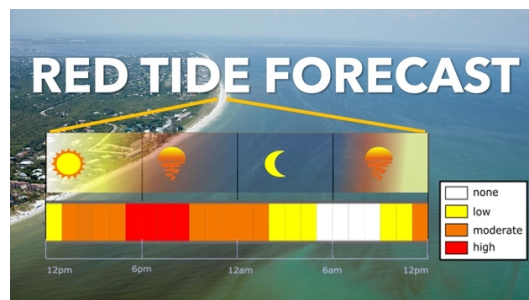 RED TIDE FORECAST
none
low
moderate
high
12pm 6pm 12am 6am 12pm